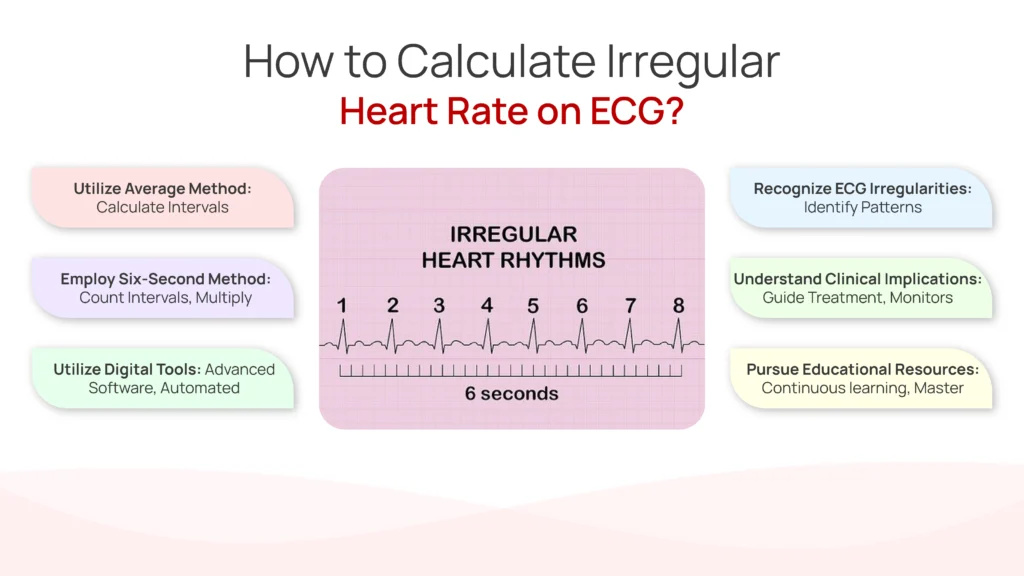 How to Calculate Irregular
Heart Rate on ECG?
Utilize Average Method:
Calculate Intervals
Employ Six-Second Method:
Count Intervals, Multiply
Utilize Digital Tools: Advanced
Software, Automated
IRREGULAR
HEART RHYTHMS
1 2 3 4 5 6 7 8
6 seconds
Recognize ECG Irregularities:
Identify Patterns
Understand Clinical Implications:
Guide Treatment, Monitors
Pursue Educational Resources:
Continuous learning, Master